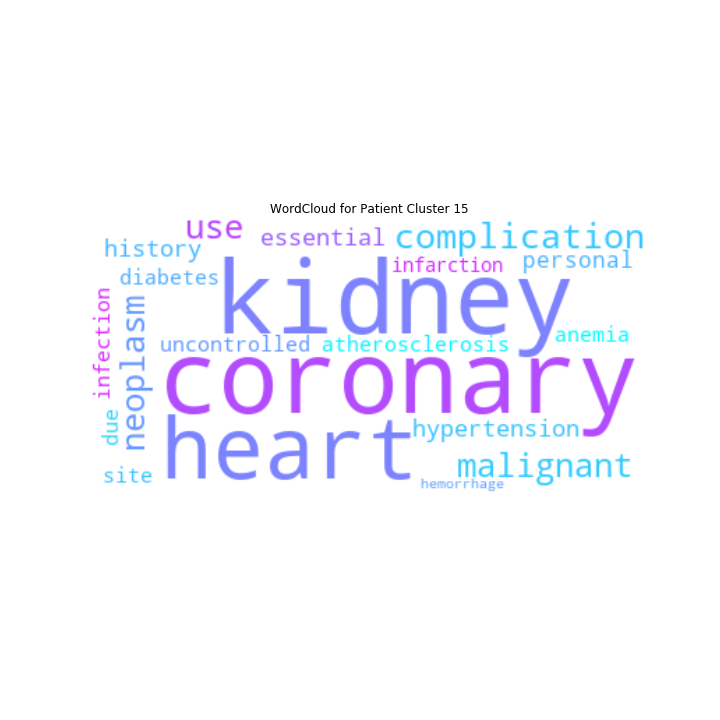 WordCloud for Patient Cluster 15
use
essential
complication
history
infarction
personal
diabetes
kidney
infection
neoplasm
uncontrolled
atherosclerosis
anemia
coronary
due
heart
hypertension
site
malignant
hemorrhage